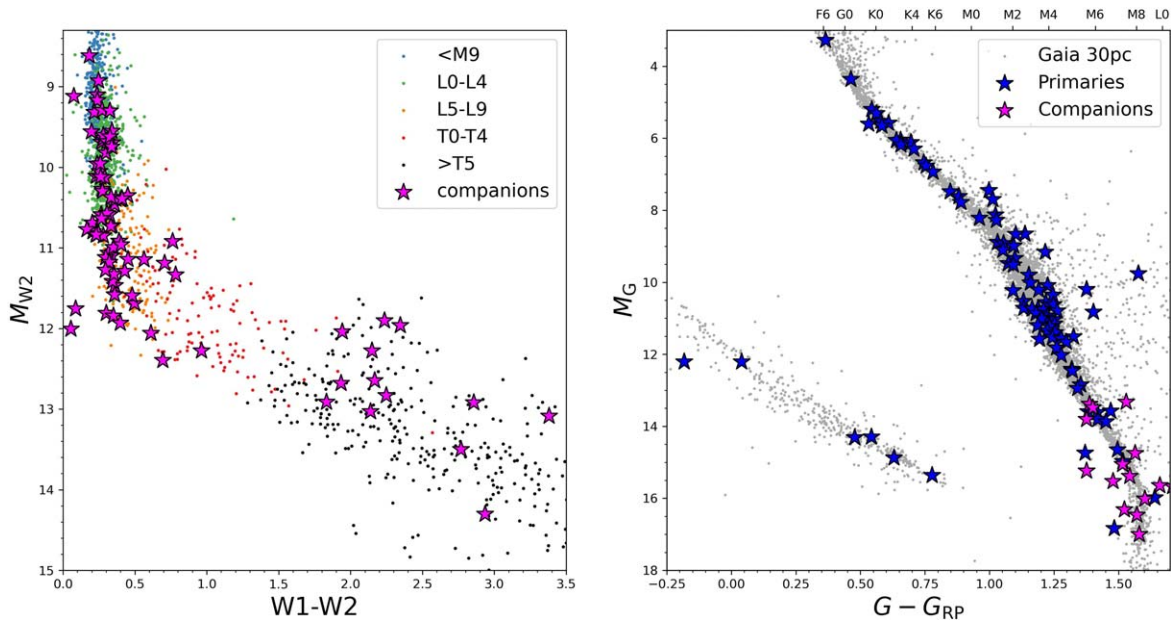 F6 G0 K0 K4 K6 M0 M2 M4 M6 M8 L0
<M9
L0-L4
L5-L9
T0-T4
>T5
companions
9
10
11
12
13
14
15
M_W2
0.0 0.5 1.0 1.5 2.0 2.5 3.0 3.5
W1-W2
Gaia 30pc
Primaries
Companions
4
6
8
10
12
14
16
18
M_G
−0.25 0.00 0.25 0.50 0.75 1.00 1.25 1.50
G − G_RP